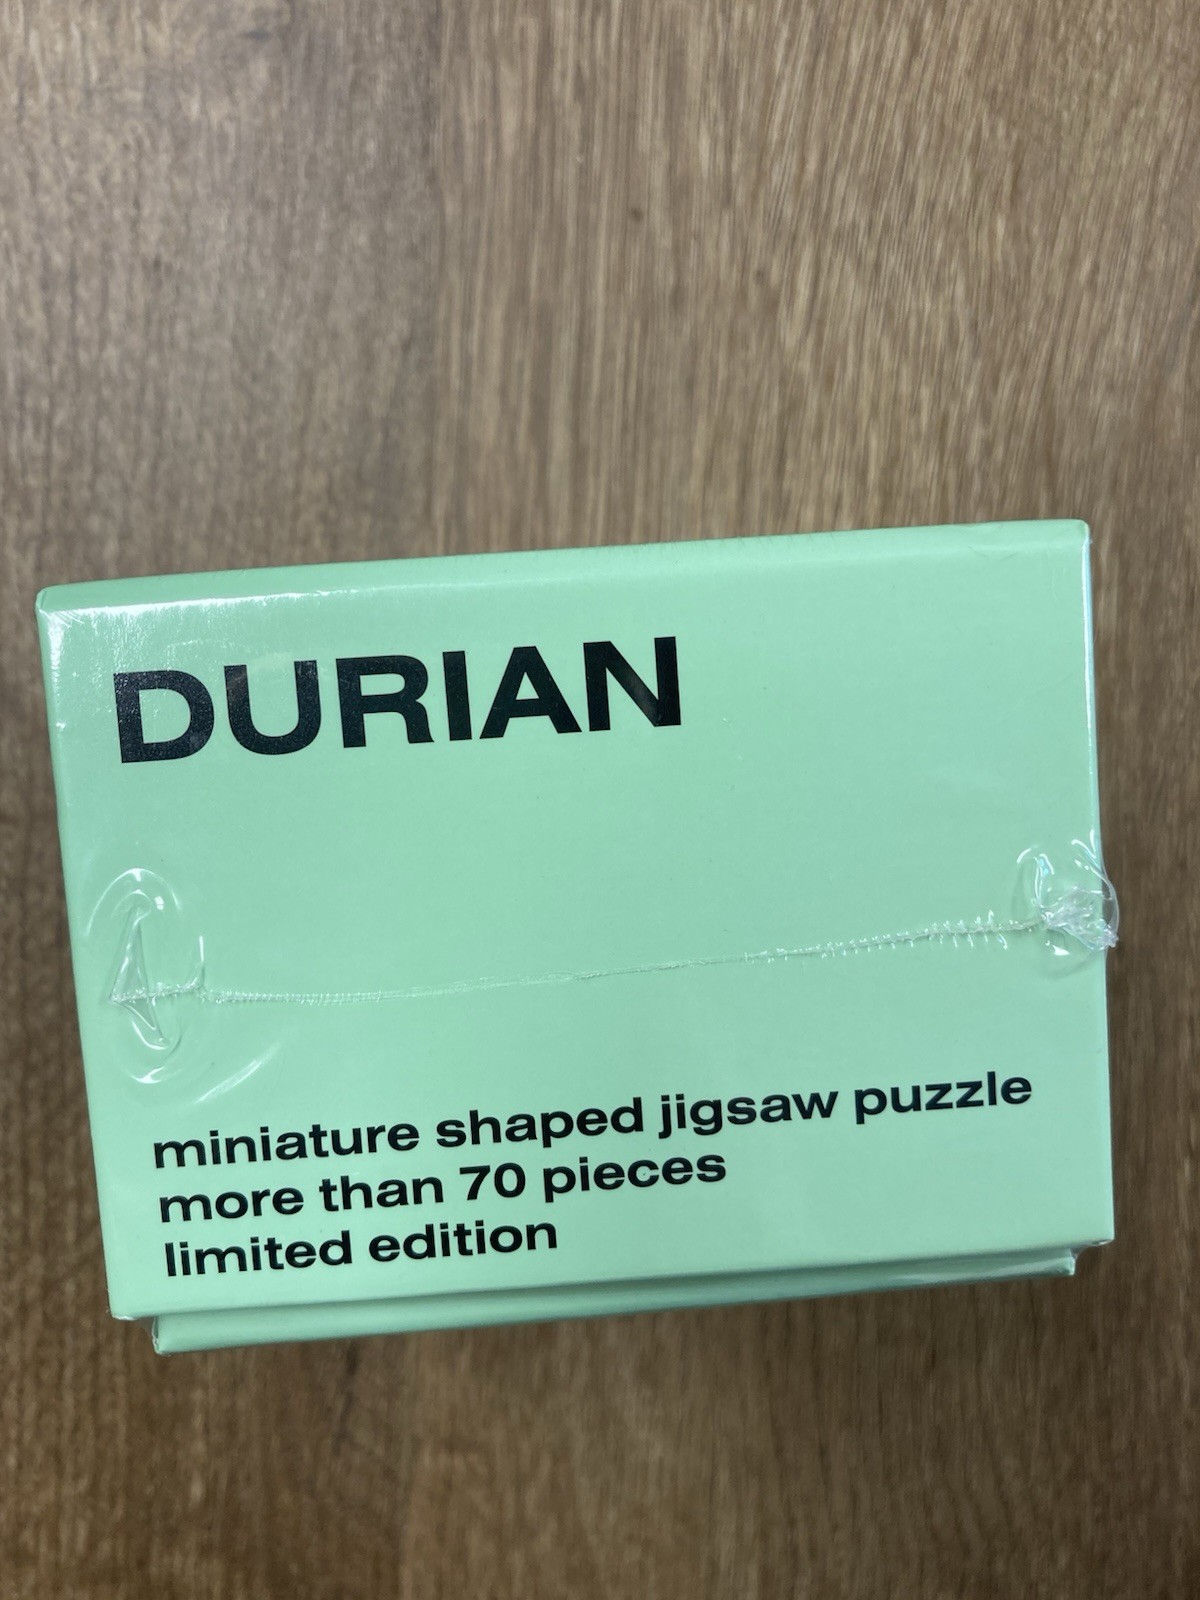 DURIAN
miniature shaped jigsaw puzzle
more than 70 pieces
limited edition